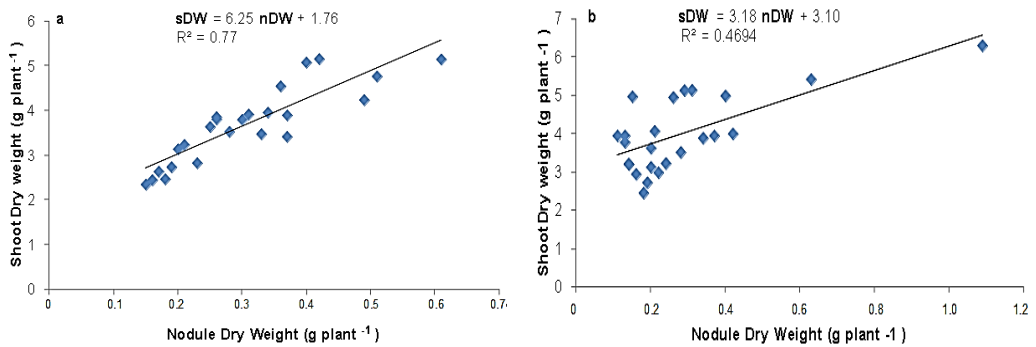 a
sDW = 6.25 nDW + 1.76
R² = 0.77
6
5
4
3
2
1
0
0 0.1 0.2 0.3 0.4 0.5 0.6 0.7
Shoot Dry weight (g plant ⁻¹)
Nodule Dry Weight (g plant ⁻¹)
b
sDW = 3.18 nDW + 3.10
R² = 0.4694
7
6
5
4
3
2
1
0
0 0.2 0.4 0.6 0.8 1.0 1.2
Shoot Dry weight (g plant -1)
Nodule Dry Weight (g plant -1)